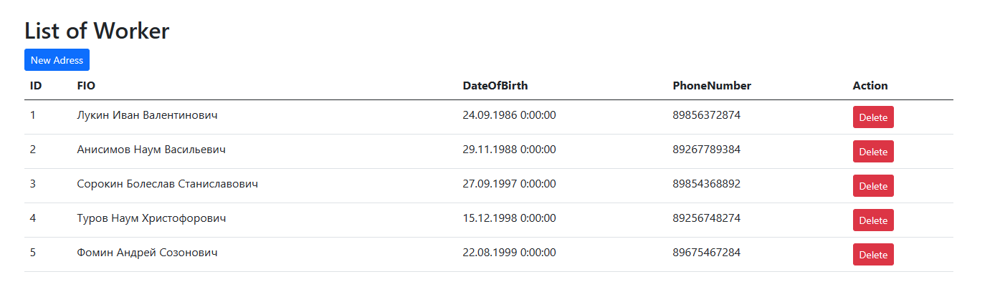 List of Worker
New Adress
ID FIO DateOfBirth PhoneNumber Action
1 Лукин Иван Валентинович 24.09.1986 0:00:00 89856372874 Delete
2 Анисимов Наум Васильевич 29.11.1988 0:00:00 89267789384 Delete
3 Сорокин Болеслав Станиславович 27.09.1997 0:00:00 89854368892 Delete
4 Туров Наум Христофорович 15.12.1998 0:00:00 89256748274 Delete
5 Фомин Андрей Созонович 22.08.1999 0:00:00 89675467284 Delete